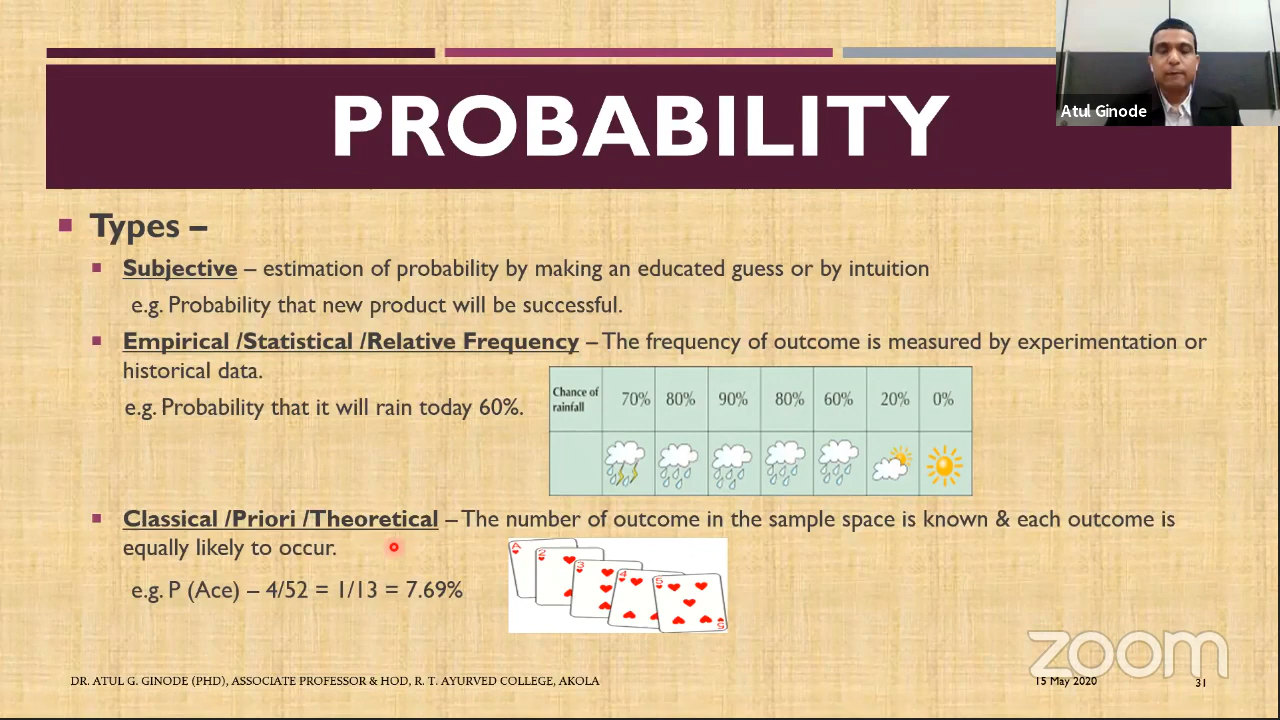 Atul Ginode
PROBABILITY
Types –
Subjective – estimation of probability by making an educated guess or by intuition
e.g. Probability that new product will be successful.
Empirical /Statistical /Relative Frequency – The frequency of outcome is measured by experimentation or
historical data.
e.g. Probability that it will rain today 60%.
Chance of
rainfall
70% 80% 90% 80% 60% 20% 0%
Classical /Priori /Theoretical – The number of outcome in the sample space is known & each outcome is
equally likely to occur.
e.g. P (Ace) – 4/52 = 1/13 = 7.69%
A 2 3 4 5
5
zoom
DR. ATUL G. GINODE (PHD), ASSOCIATE PROFESSOR & HOD, R. T. AYURVED COLLEGE, AKOLA
15 May 2020
31